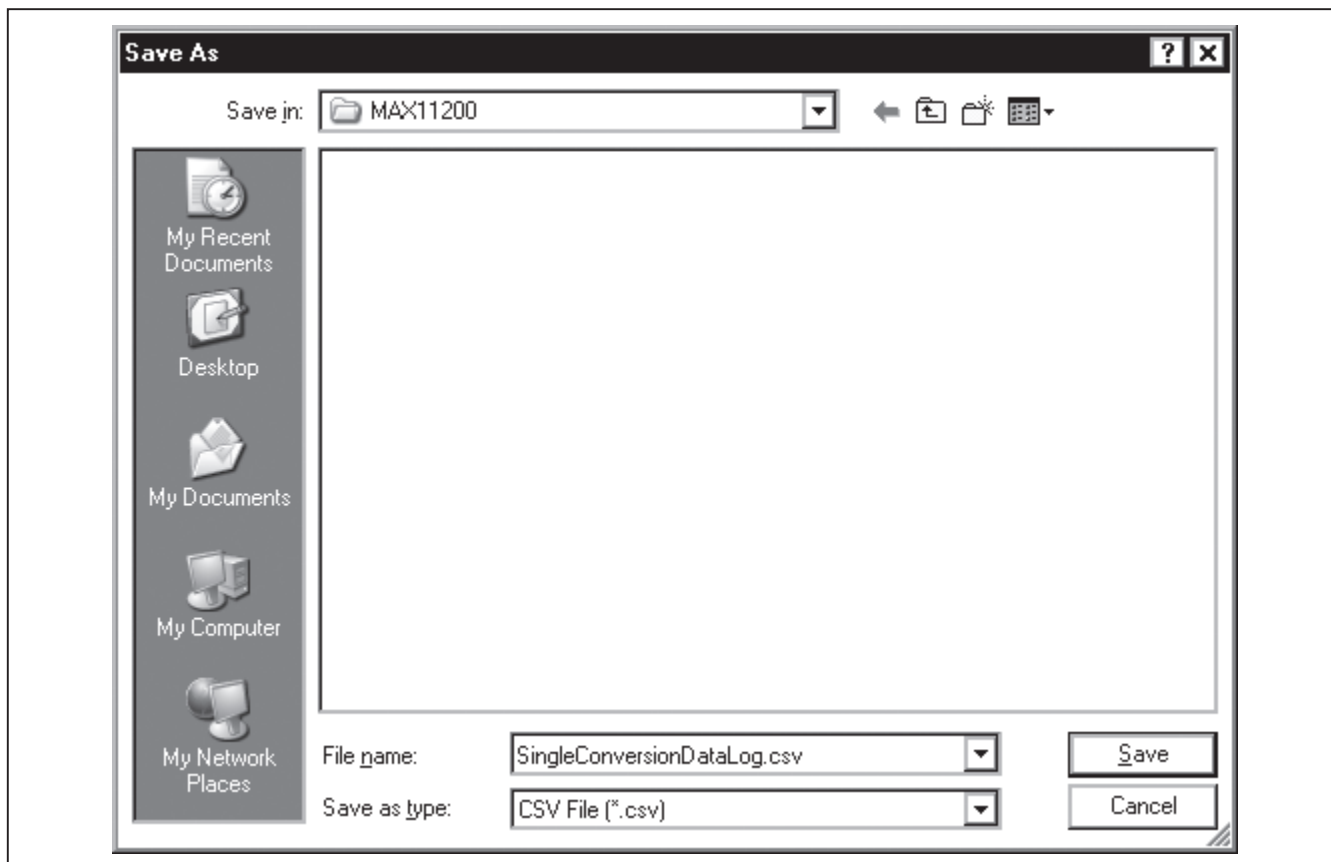 Save As
?
X
Save in:
MAX11200
My Recent
Documents
Desktop
My Documents
My Computer
My Network
Places
File name:
SingleConversionDataLog.csv
Save
Save as type:
CSV File (*.csv)
Cancel